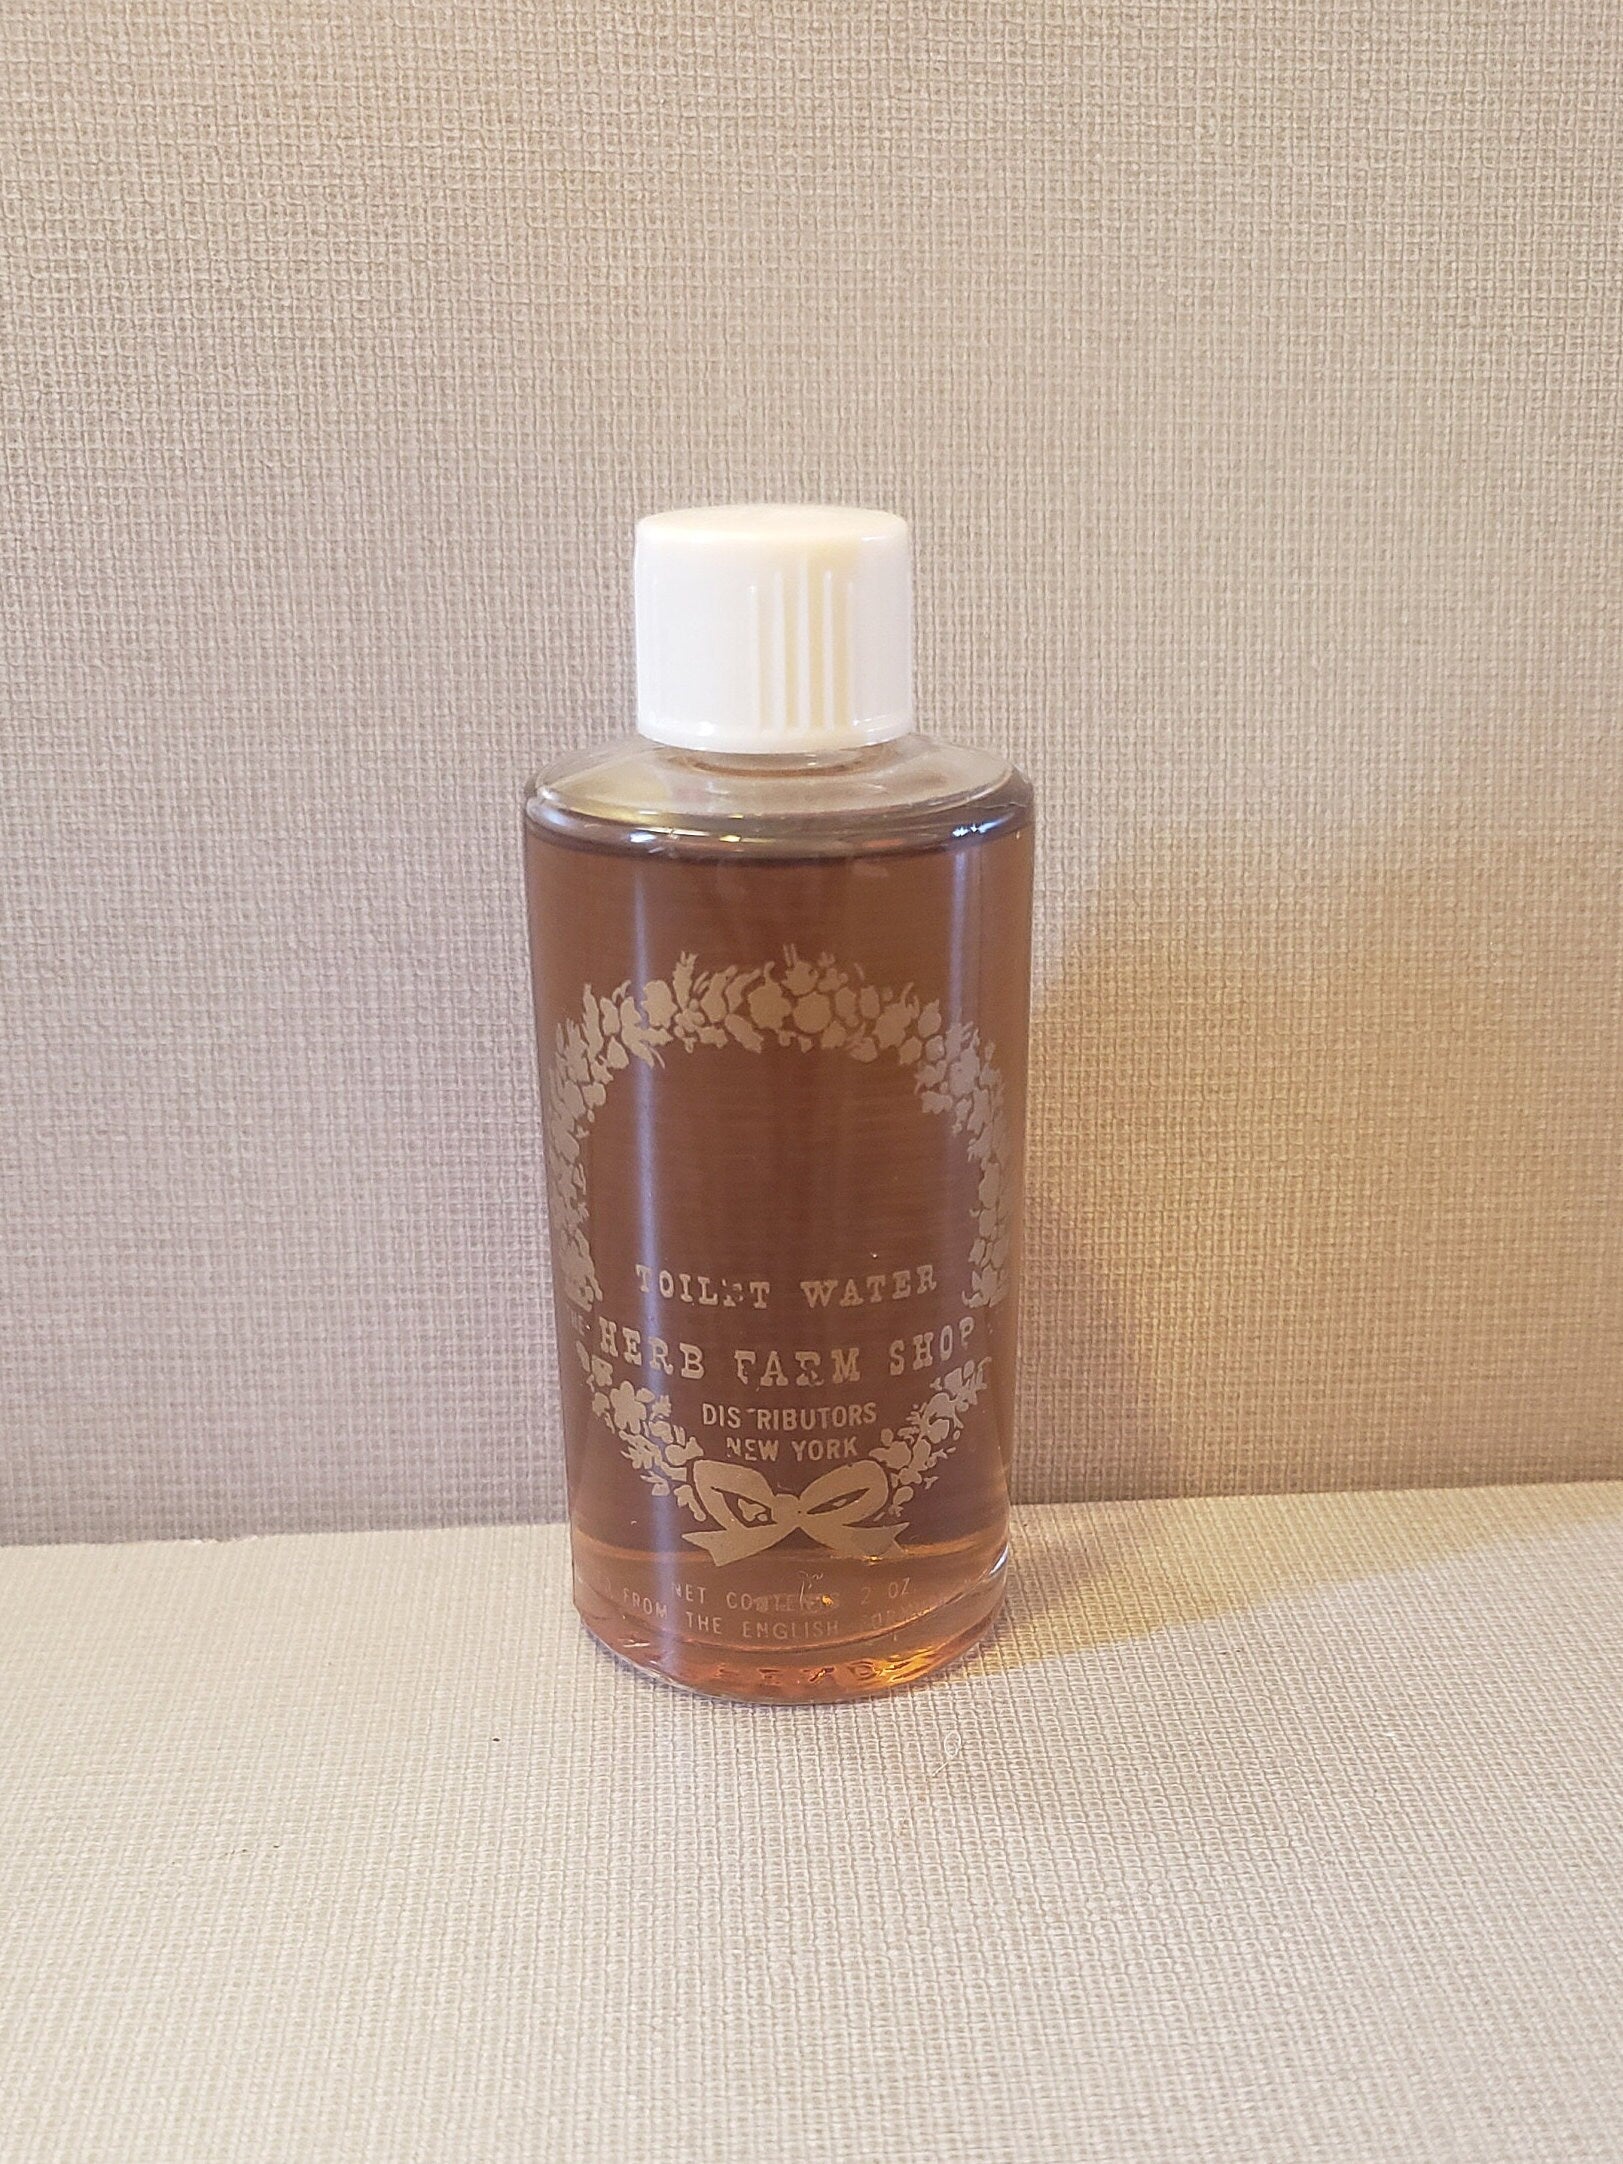 TOILET WATER
HERB FARM SHOP
DISTRIBUTORS
NEW YORK
NET CONTENTS 2 OZ.
FROM THE ENGLISH